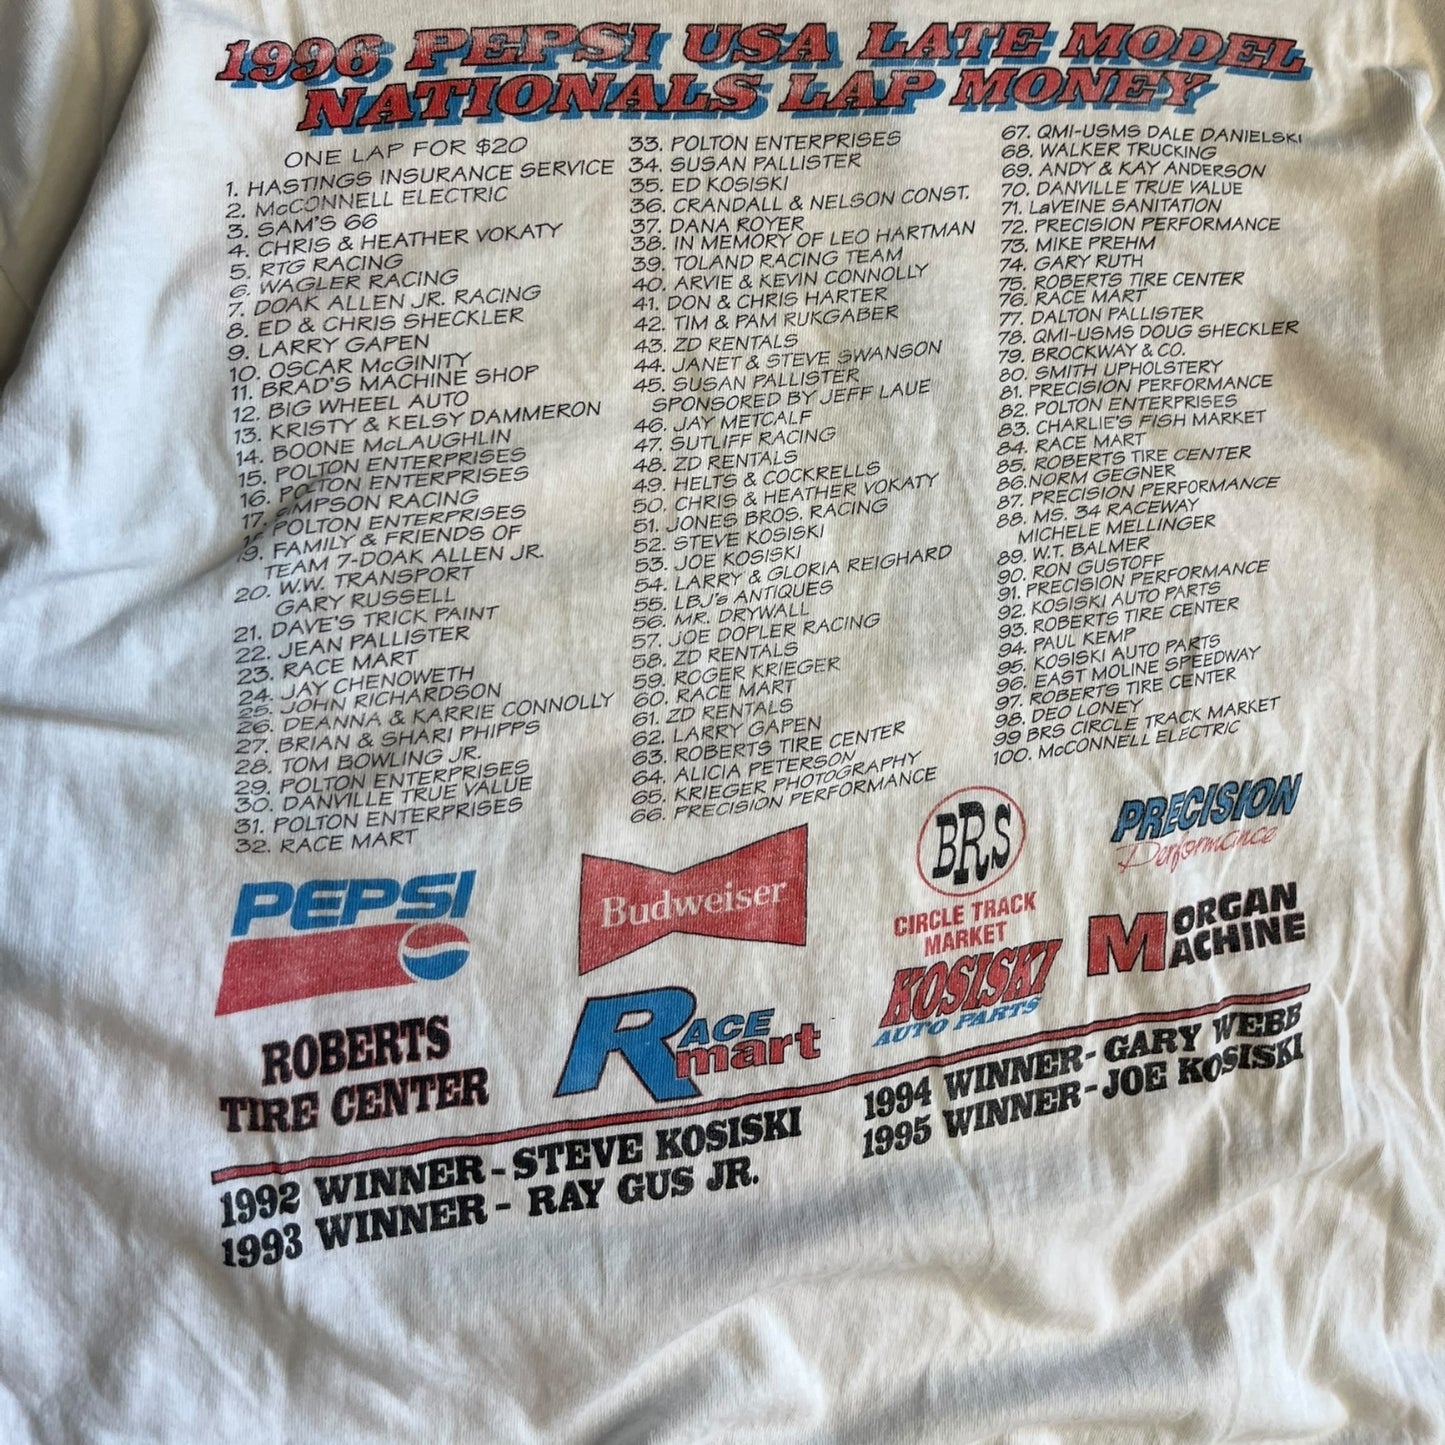 1996 PEPSI USA LATE MODEL
NATIONALS LAP MONEY
ONE LAP FOR $20
1. HASTINGS INSURANCE SERVICE
2. McCONNELL ELECTRIC
3. SAM'S 66
4. CHRIS & HEATHER VOKATY
5. RTG RACING
6. WAGLER RACING
7. DOAK ALLEN JR. RACING
8. ED & CHRIS SHECKLER
9. LARRY GAPEN
10. OSCAR McGINITY
11. BRAD'S MACHINE SHOP
12. BIG WHEEL AUTO
13. KRISTY & KELSY DAMMERON
14. BOONE McLAUGHLIN
15. POLTON ENTERPRISES
16. POLTON ENTERPRISES
17. SIMPSON RACING
POLTON ENTERPRISES
19. FAMILY & FRIENDS OF
TEAM 7-DOAK ALLEN JR.
20. W.W. TRANSPORT
GARY RUSSELL
21. DAVE'S TRICK PAINT
22. JEAN PALLISTER
23. RACE MART
24. JAY CHENOWETH
25. JOHN RICHARDSON
26. DEANNA & KARRIE CONNOLLY
27. BRIAN & SHARI PHIPPS
28. TOM BOWLING JR.
29. POLTON ENTERPRISES
30. DANVILLE TRUE VALUE
31. POLTON ENTERPRISES
32. RACE MART
33. POLTON ENTERPRISES
34. SUSAN PALLISTER
35. ED KOSISKI
36. CRANDALL & NELSON CONST.
37. DANA ROYER
38. IN MEMORY OF LEO HARTMAN
39. TOLAND RACING TEAM
40. ARVIE & KEVIN CONNOLLY
41. DON & CHRIS HARTER
42. TIM & PAM RUKGABER
43. ZD RENTALS
44. JANET & STEVE SWANSON
45. SUSAN PALLISTER
SPONSORED BY JEFF LAUE
46. JAY METCALF
47. SUTLIFF RACING
48. ZD RENTALS
49. HELTS & COCKRELLS
50. CHRIS & HEATHER VOKATY
51. JONES BROS. RACING
52. STEVE KOSISKI
53. JOE KOSISKI
54. LARRY & GLORIA REIGHARD
55. LBJ's ANTIQUES
56. MR. DRYWALL
57. JOE DOPLER RACING
58. ZD RENTALS
59. ROGER KRIEGER
60. RACE MART
61. ZD RENTALS
62. LARRY GAPEN
63. ROBERTS TIRE CENTER
64. ALICIA PETERSON
65. KRIEGER PHOTOGRAPHY
66. PRECISION PERFORMANCE
67. QMI-USMS DALE DANIELSKI
68. WALKER TRUCKING
69. ANDY & KAY ANDERSON
70. DANVILLE TRUE VALUE
71. LaVEINE SANITATION
72. PRECISION PERFORMANCE
73. MIKE PREHM
74. GARY RUTH
75. ROBERTS TIRE CENTER
76. RACE MART
77. DALTON PALLISTER
78. QMI-USMS DOUG SHECKLER
79. BROCKWAY & CO.
80. SMITH UPHOLSTERY
81. PRECISION PERFORMANCE
82. POLTON ENTERPRISES
83. CHARLIE'S FISH MARKET
84. RACE MART
85. ROBERTS TIRE CENTER
86. NORM GEGNER
87. PRECISION PERFORMANCE
88. MS. 34 RACEWAY
MICHELE MELLINGER
89. W.T. BALMER
90. RON GUSTOFF
91. PRECISION PERFORMANCE
92. KOSISKI AUTO PARTS
93. ROBERTS TIRE CENTER
94. PAUL KEMP
95. KOSISKI AUTO PARTS
96. EAST MOLINE SPEEDWAY
97. ROBERTS TIRE CENTER
98. DEO LONEY
99 BRS CIRCLE TRACK MARKET
100. McCONNELL ELECTRIC
PEPSI
Budweiser
BRS
CIRCLE TRACK
MARKET
PRECISION
Performance
ROBERTS
TIRE CENTER
RACE
mart
KOSISKI
AUTO PARTS
MORGAN
MACHINE
1992 WINNER - STEVE KOSISKI
1993 WINNER - RAY GUS JR.
1994 WINNER - GARY WEBB
1995 WINNER - JOE KOSISKI